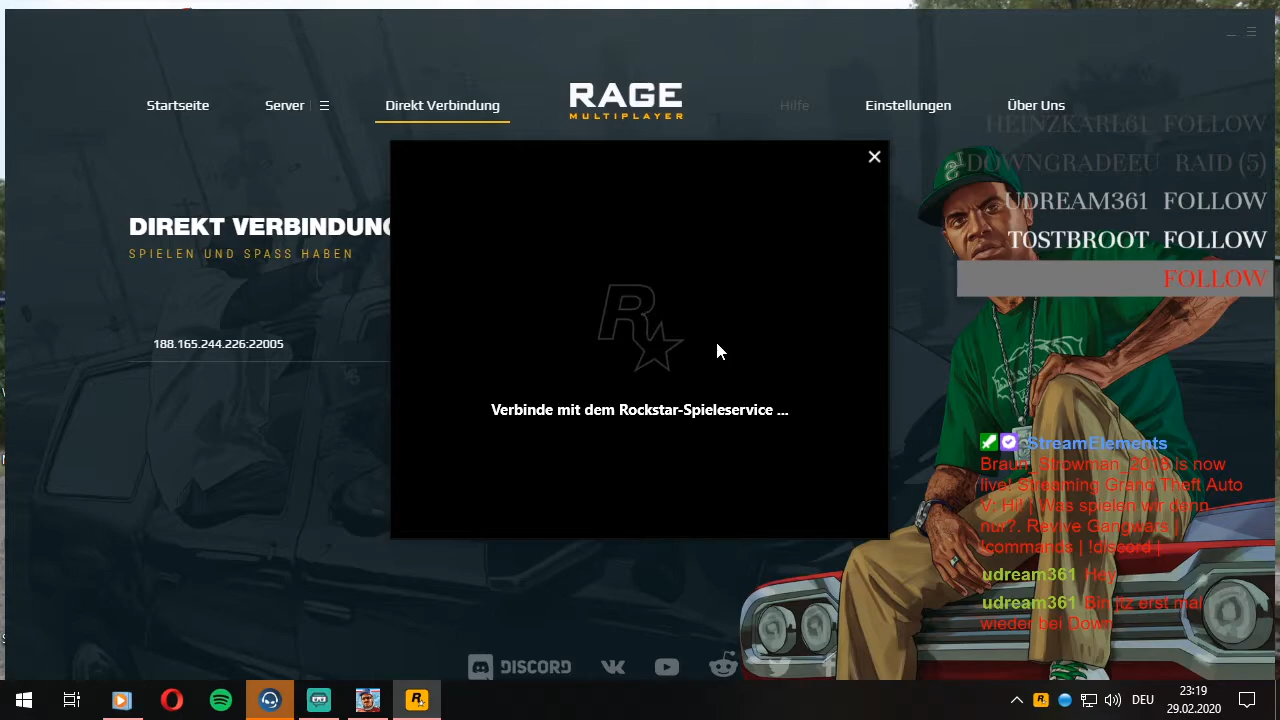 Startseite
Server
Direkt Verbindung
RAGE
MULTIPLAYER
Hilfe
Einstellungen
Über Uns
HEINZKARL61 FOLLOW
DOWNGRADEEU RAID (5)
UDREAM361 FOLLOW
TOSTBROOT FOLLOW
FOLLOW
DIREKT VERBINDUNG
SPIELEN UND SPASS HABEN
188.165.244.226:22005
Verbinde mit dem Rockstar-Spieleservice ...
StreamElements
Braun_Strowman_2018 is now
live! Streaming Grand Theft Auto
V: Hi! | Was spielen wir denn
nur?. Revive Gangwars |
!commands | !discord |
udream361 Hey
udream361 Bin jtz erst mal
wieder bei Down
DISCORD
DEU
23:19
29.02.2020